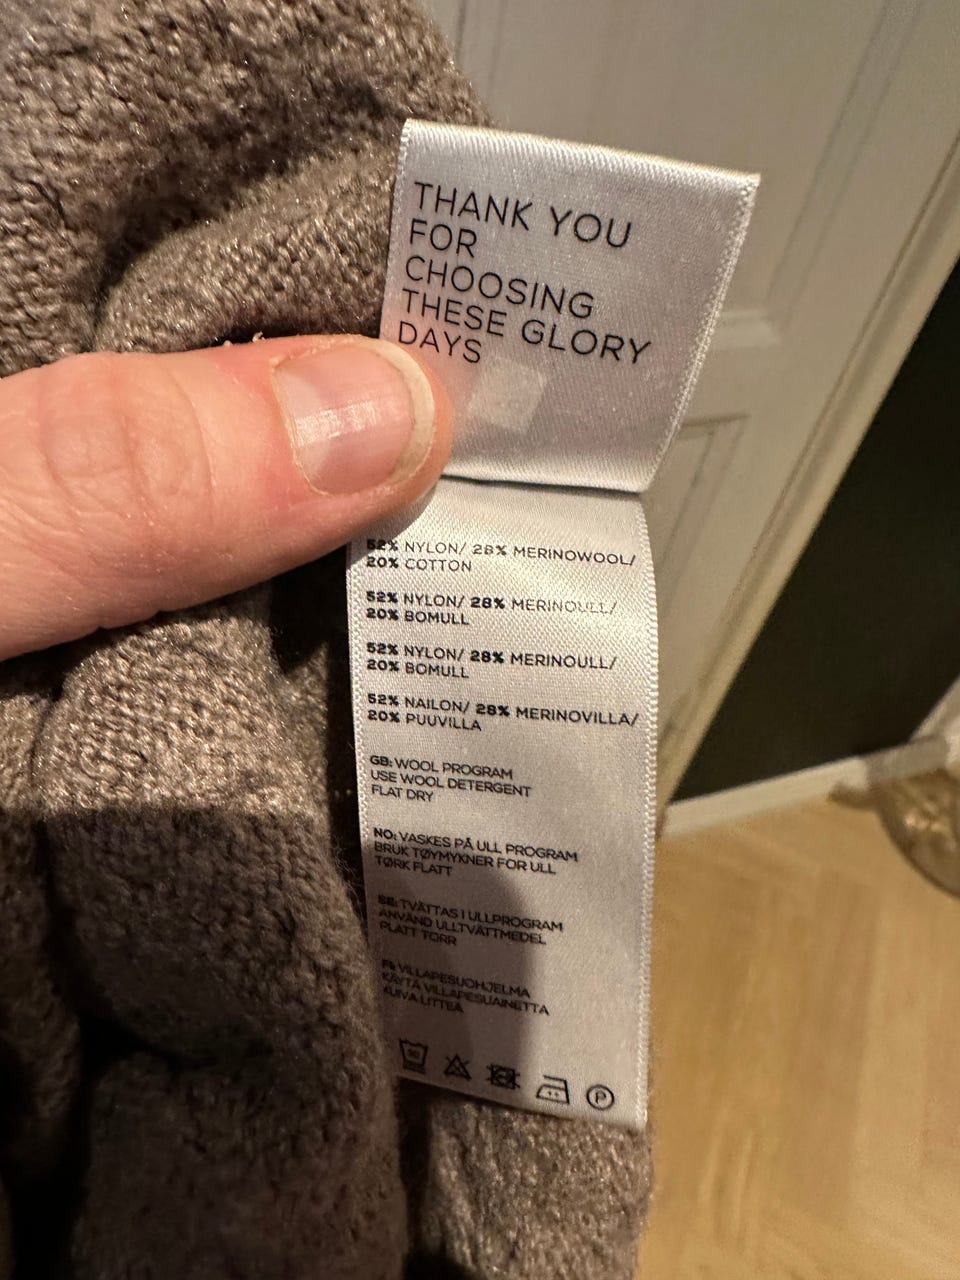 THANK YOU
FOR
CHOOSING
THESE GLORY
DAYS
52% NYLON/ 28% MERINOWOOL/
20% COTTON
52% NYLON/ 28% MERINOULL/
20% BOMULL
52% NYLON/ 28% MERINOULL/
20% BOMULL
52% NAILON/ 28% MERINOVILLA/
20% PUUVILLA
GB: WOOL PROGRAM
USE WOOL DETERGENT
FLAT DRY
NO: VASKES PÅ ULL PROGRAM
BRUK TØYMYKNER FOR ULL
TØRK FLATT
SE: TVÄTTAS I ULLPROGRAM
ANVÄND ULLTVÄTTMEDEL
PLATT TORR
FI: VILLAPESUOHJELMA
KÄYTÄ VILLAPESUAINETTA
KUIVA LITTEÄ
P